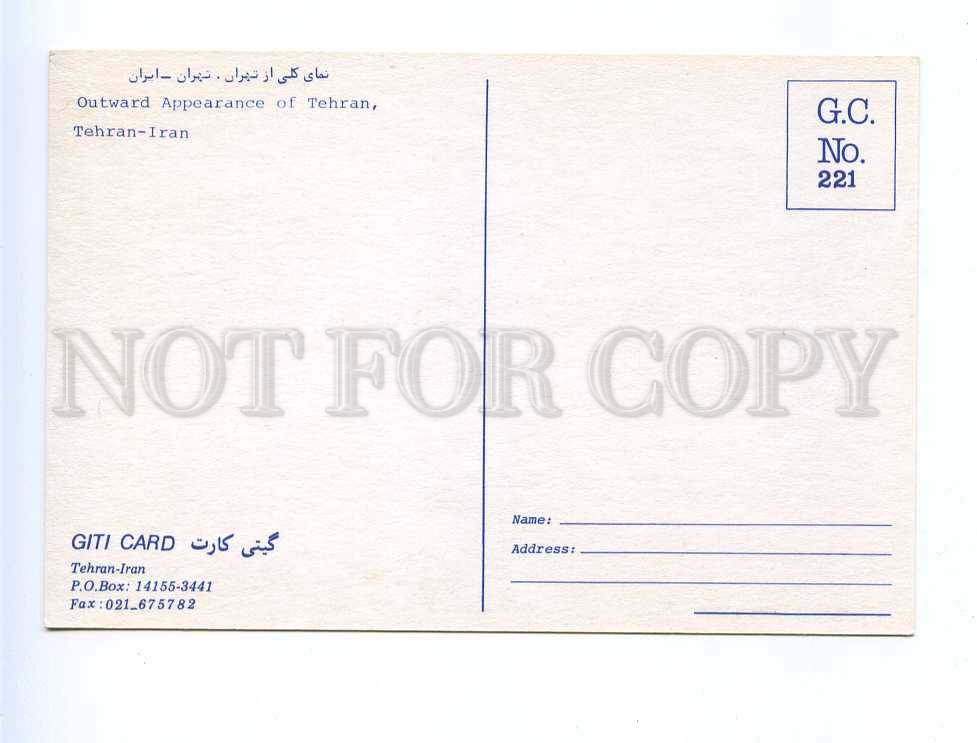 نمای کلی از تهران . تهران ـ ایران
Outward Appearance of Tehran,
Tehran-Iran
G.C.
No.
221
NOT FOR COPY
Name:
Address:
GITI CARD گیتی کارت
Tehran-Iran
P.O.Box: 14155-3441
Fax:021_675782